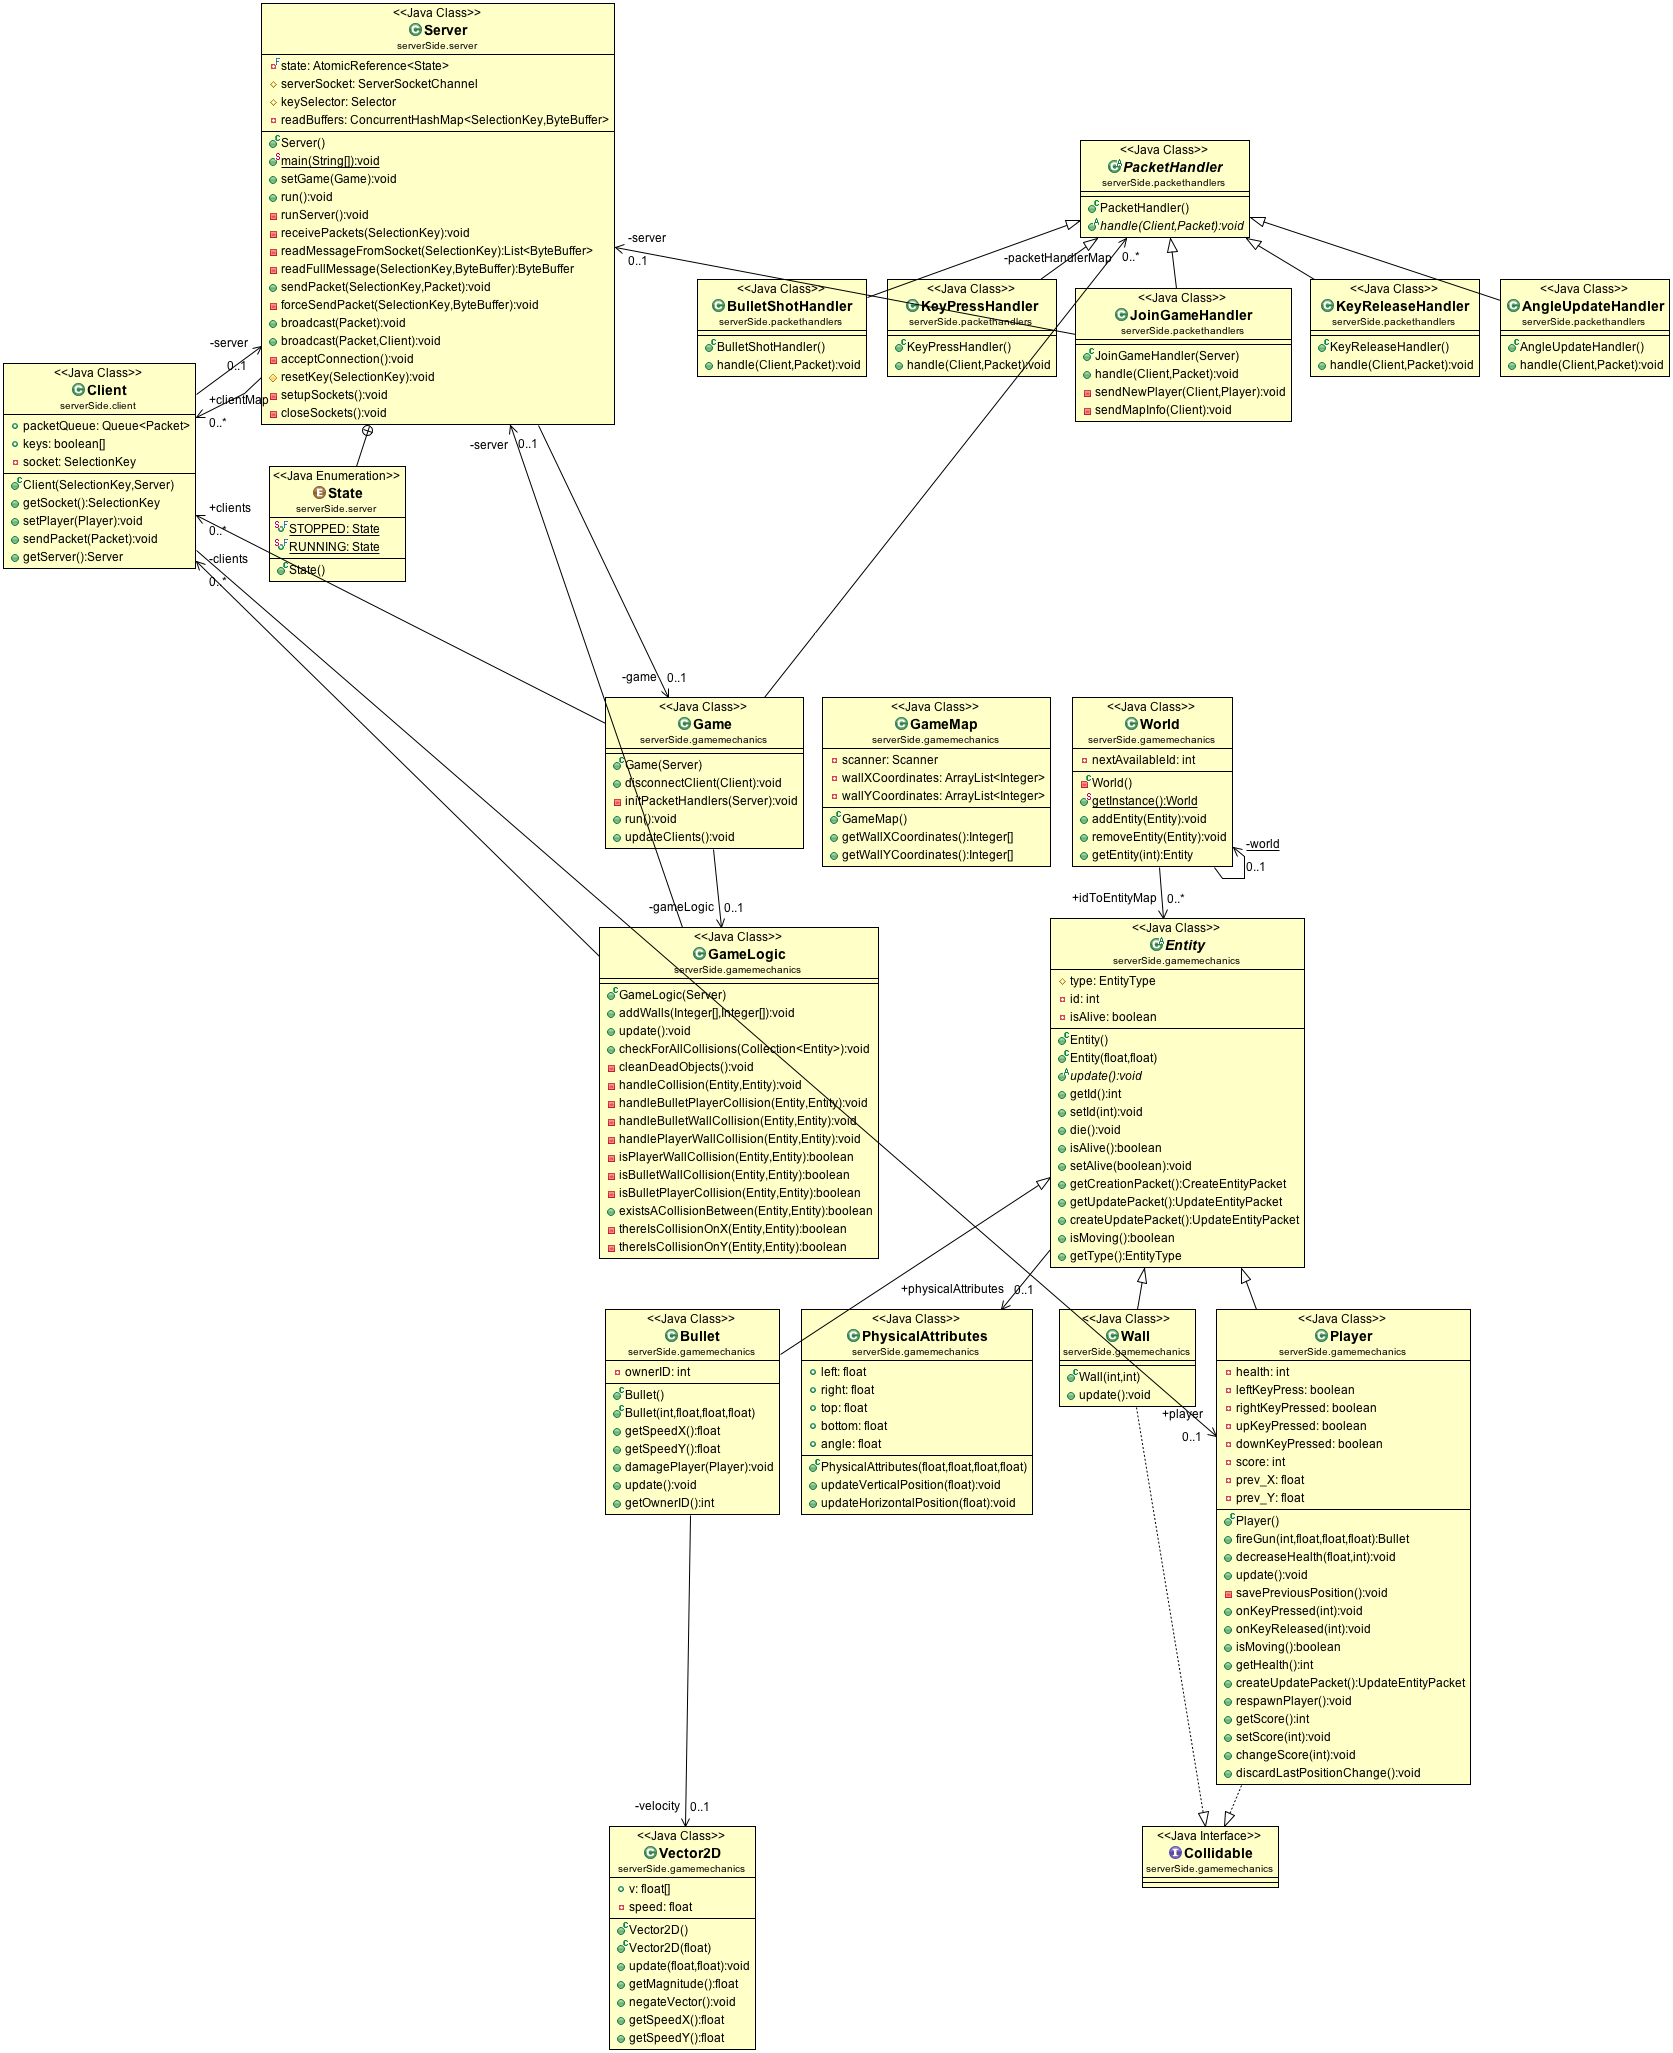 <<Java Class>>
Server
serverSide.server
state: AtomicReference<State>
serverSocket: ServerSocketChannel
keySelector: Selector
readBuffers: ConcurrentHashMap<SelectionKey,ByteBuffer>
Server()
main(String[]):void
setGame(Game):void
run():void
runServer():void
receivePackets(SelectionKey):void
readMessageFromSocket(SelectionKey):List<ByteBuffer>
readFullMessage(SelectionKey,ByteBuffer):ByteBuffer
sendPacket(SelectionKey,Packet):void
forceSendPacket(SelectionKey,ByteBuffer):void
broadcast(Packet):void
broadcast(Packet,Client):void
acceptConnection():void
resetKey(SelectionKey):void
setupSockets():void
closeSockets():void
<<Java Class>>
PacketHandler
serverSide.packethandlers
PacketHandler()
handle(Client,Packet):void
-server
0..1
-packetHandlerMap
0..*
<<Java Class>>
BulletShotHandler
serverSide.packethandlers
BulletShotHandler()
handle(Client,Packet):void
<<Java Class>>
KeyPressHandler
serverSide.packethandlers
KeyPressHandler()
handle(Client,Packet):void
<<Java Class>>
JoinGameHandler
serverSide.packethandlers
JoinGameHandler(Server)
handle(Client,Packet):void
sendNewPlayer(Client,Player):void
sendMapInfo(Client):void
<<Java Class>>
KeyReleaseHandler
serverSide.packethandlers
KeyReleaseHandler()
handle(Client,Packet):void
<<Java Class>>
AngleUpdateHandler
serverSide.packethandlers
AngleUpdateHandler()
handle(Client,Packet):void
-server
0..1
+clientMap
0..*
<<Java Class>>
Client
serverSide.client
packetQueue: Queue<Packet>
keys: boolean[]
socket: SelectionKey
Client(SelectionKey,Server)
getSocket():SelectionKey
setPlayer(Player):void
sendPacket(Packet):void
getServer():Server
-server
0..1
<<Java Enumeration>>
State
serverSide.server
STOPPED: State
RUNNING: State
State()
+clients
0..*
-clients
0..*
-game
0..1
<<Java Class>>
Game
serverSide.gamemechanics
Game(Server)
disconnectClient(Client):void
initPacketHandlers(Server):void
run():void
updateClients():void
<<Java Class>>
GameMap
serverSide.gamemechanics
scanner: Scanner
wallXCoordinates: ArrayList<Integer>
wallYCoordinates: ArrayList<Integer>
GameMap()
getWallXCoordinates():Integer[]
getWallYCoordinates():Integer[]
<<Java Class>>
World
serverSide.gamemechanics
nextAvailableId: int
World()
getInstance():World
addEntity(Entity):void
removeEntity(Entity):void
getEntity(int):Entity
-world
0..1
+idToEntityMap
0..*
-gameLogic
0..1
<<Java Class>>
GameLogic
serverSide.gamemechanics
GameLogic(Server)
addWalls(Integer[],Integer[]):void
update():void
checkForAllCollisions(Collection<Entity>):void
cleanDeadObjects():void
handleCollision(Entity,Entity):void
handleBulletPlayerCollision(Entity,Entity):void
handleBulletWallCollision(Entity,Entity):void
handlePlayerWallCollision(Entity,Entity):void
isPlayerWallCollision(Entity,Entity):boolean
isBulletWallCollision(Entity,Entity):boolean
isBulletPlayerCollision(Entity,Entity):boolean
existsACollisionBetween(Entity,Entity):boolean
thereIsCollisionOnX(Entity,Entity):boolean
thereIsCollisionOnY(Entity,Entity):boolean
<<Java Class>>
Entity
serverSide.gamemechanics
type: EntityType
id: int
isAlive: boolean
Entity()
Entity(float,float)
update():void
getId():int
setId(int):void
die():void
isAlive():boolean
setAlive(boolean):void
getCreationPacket():CreateEntityPacket
getUpdatePacket():UpdateEntityPacket
createUpdatePacket():UpdateEntityPacket
isMoving():boolean
getType():EntityType
+physicalAttributes
0..1
<<Java Class>>
Bullet
serverSide.gamemechanics
ownerID: int
Bullet()
Bullet(int,float,float,float)
getSpeedX():float
getSpeedY():float
damagePlayer(Player):void
update():void
getOwnerID():int
<<Java Class>>
PhysicalAttributes
serverSide.gamemechanics
left: float
right: float
top: float
bottom: float
angle: float
PhysicalAttributes(float,float,float,float)
updateVerticalPosition(float):void
updateHorizontalPosition(float):void
<<Java Class>>
Wall
serverSide.gamemechanics
Wall(int,int)
update():void
+player
0..1
<<Java Class>>
Player
serverSide.gamemechanics
health: int
leftKeyPress: boolean
rightKeyPressed: boolean
upKeyPressed: boolean
downKeyPressed: boolean
score: int
prev_X: float
prev_Y: float
Player()
fireGun(int,float,float,float):Bullet
decreaseHealth(float,int):void
update():void
savePreviousPosition():void
onKeyPressed(int):void
onKeyReleased(int):void
isMoving():boolean
getHealth():int
createUpdatePacket():UpdateEntityPacket
respawnPlayer():void
getScore():int
setScore(int):void
changeScore(int):void
discardLastPositionChange():void
-velocity
0..1
<<Java Class>>
Vector2D
serverSide.gamemechanics
v: float[]
speed: float
Vector2D()
Vector2D(float)
update(float,float):void
getMagnitude():float
negateVector():void
getSpeedX():float
getSpeedY():float
<<Java Interface>>
Collidable
serverSide.gamemechanics